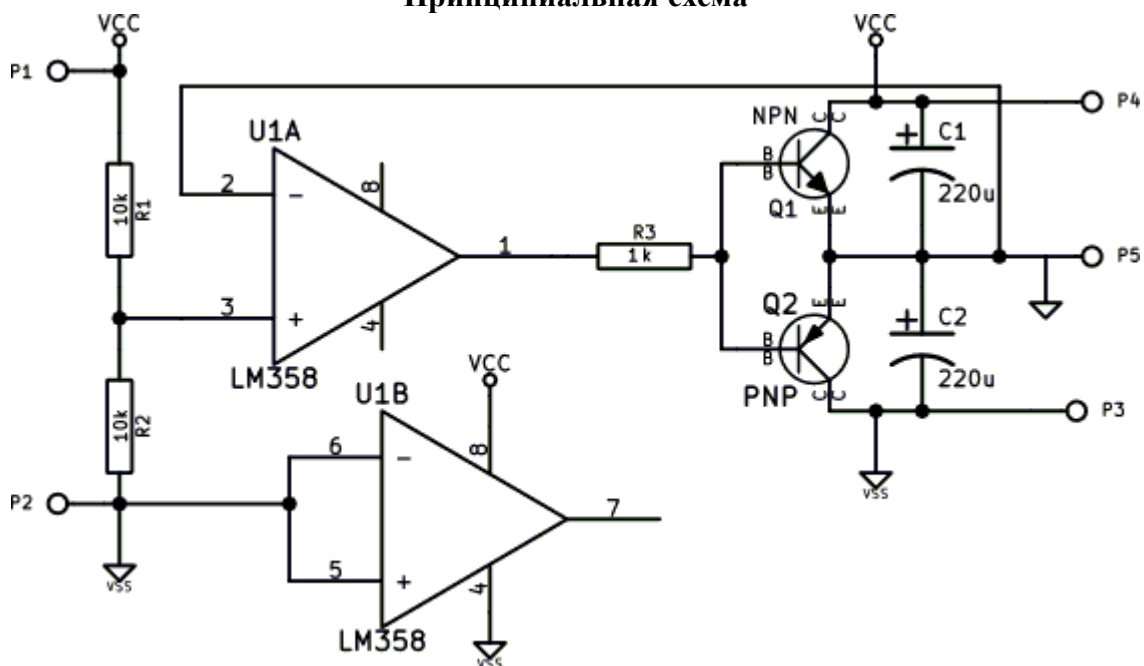 Принципиальная схема
VCC
VCC
P1
P4
U1A
NPN
C
C
+
C1
8
B
B
2
-
10k
R1
Q1
E
E
220u
R3
1
1k
P5
3
+
4
Q2
E
E
+
C2
LM358
VCC
B
B
10k
R2
U1B
PNP
C
C
220u
P3
6
-
8
P2
7
VSS
VSS
5
+
4
LM358
VSS